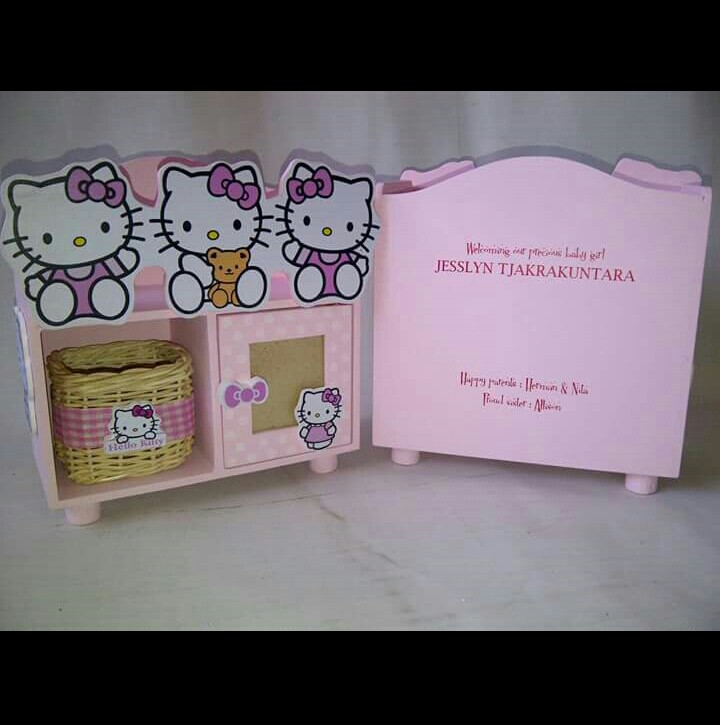 Hello Kitty
Welcoming our precious baby girl
JESSLYN TJAKRAKUNTARA
Happy parents : Herman & Nita
Proud sister : Allison